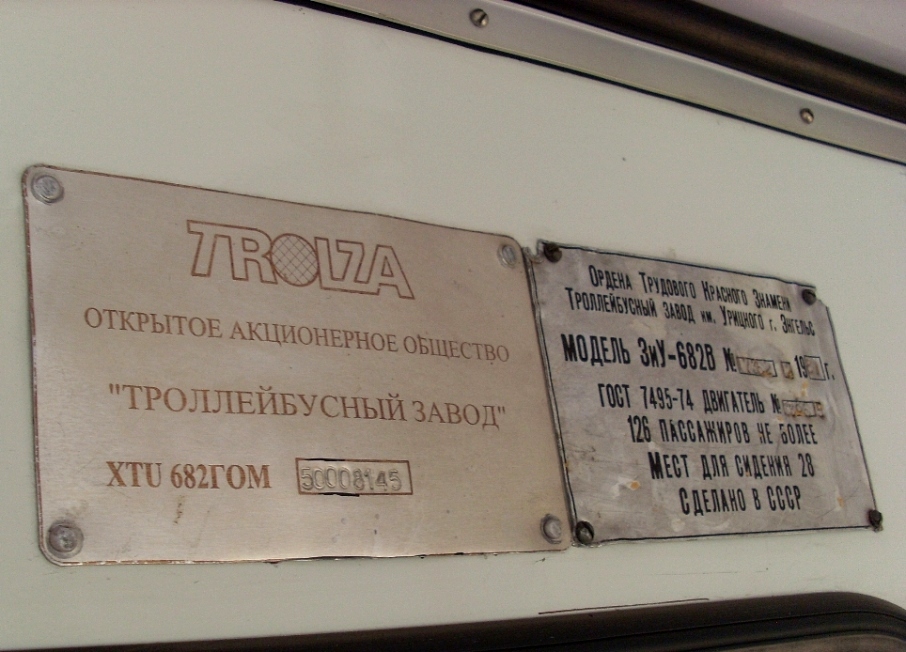 TROLZA
ОТКРЫТОЕ АКЦИОНЕРНОЕ ОБЩЕСТВО
"ТРОЛЛЕЙБУСНЫЙ ЗАВОД"
XTU 682ГОМ 50008145
ОРДЕНА ТРУДОВОГО КРАСНОГО ЗНАМЕНИ
ТРОЛЛЕЙБУСНЫЙ ЗАВОД ИМ. УРИЦКОГО Г. ЭНГЕЛЬС
МОДЕЛЬ ЗИУ-682В № 19 Г.
ГОСТ 7495-74 ДВИГАТЕЛЬ №
126 ПАССАЖИРОВ НЕ БОЛЕЕ
МЕСТ ДЛЯ СИДЕНИЯ 28
СДЕЛАНО В СССР